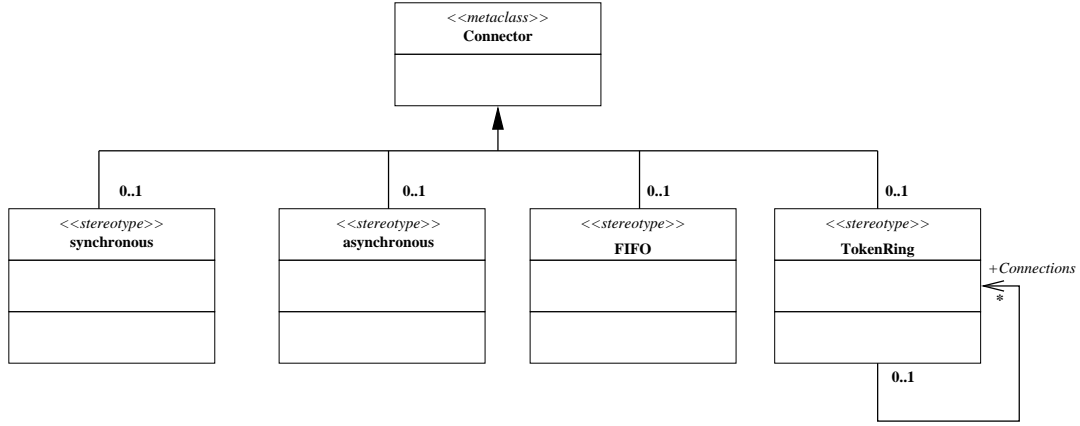 <<metaclass>>
Connector
0..1
0..1
0..1
0..1
<<stereotype>>
synchronous
<<stereotype>>
asynchronous
<<stereotype>>
FIFO
<<stereotype>>
TokenRing
+Connections
*
0..1